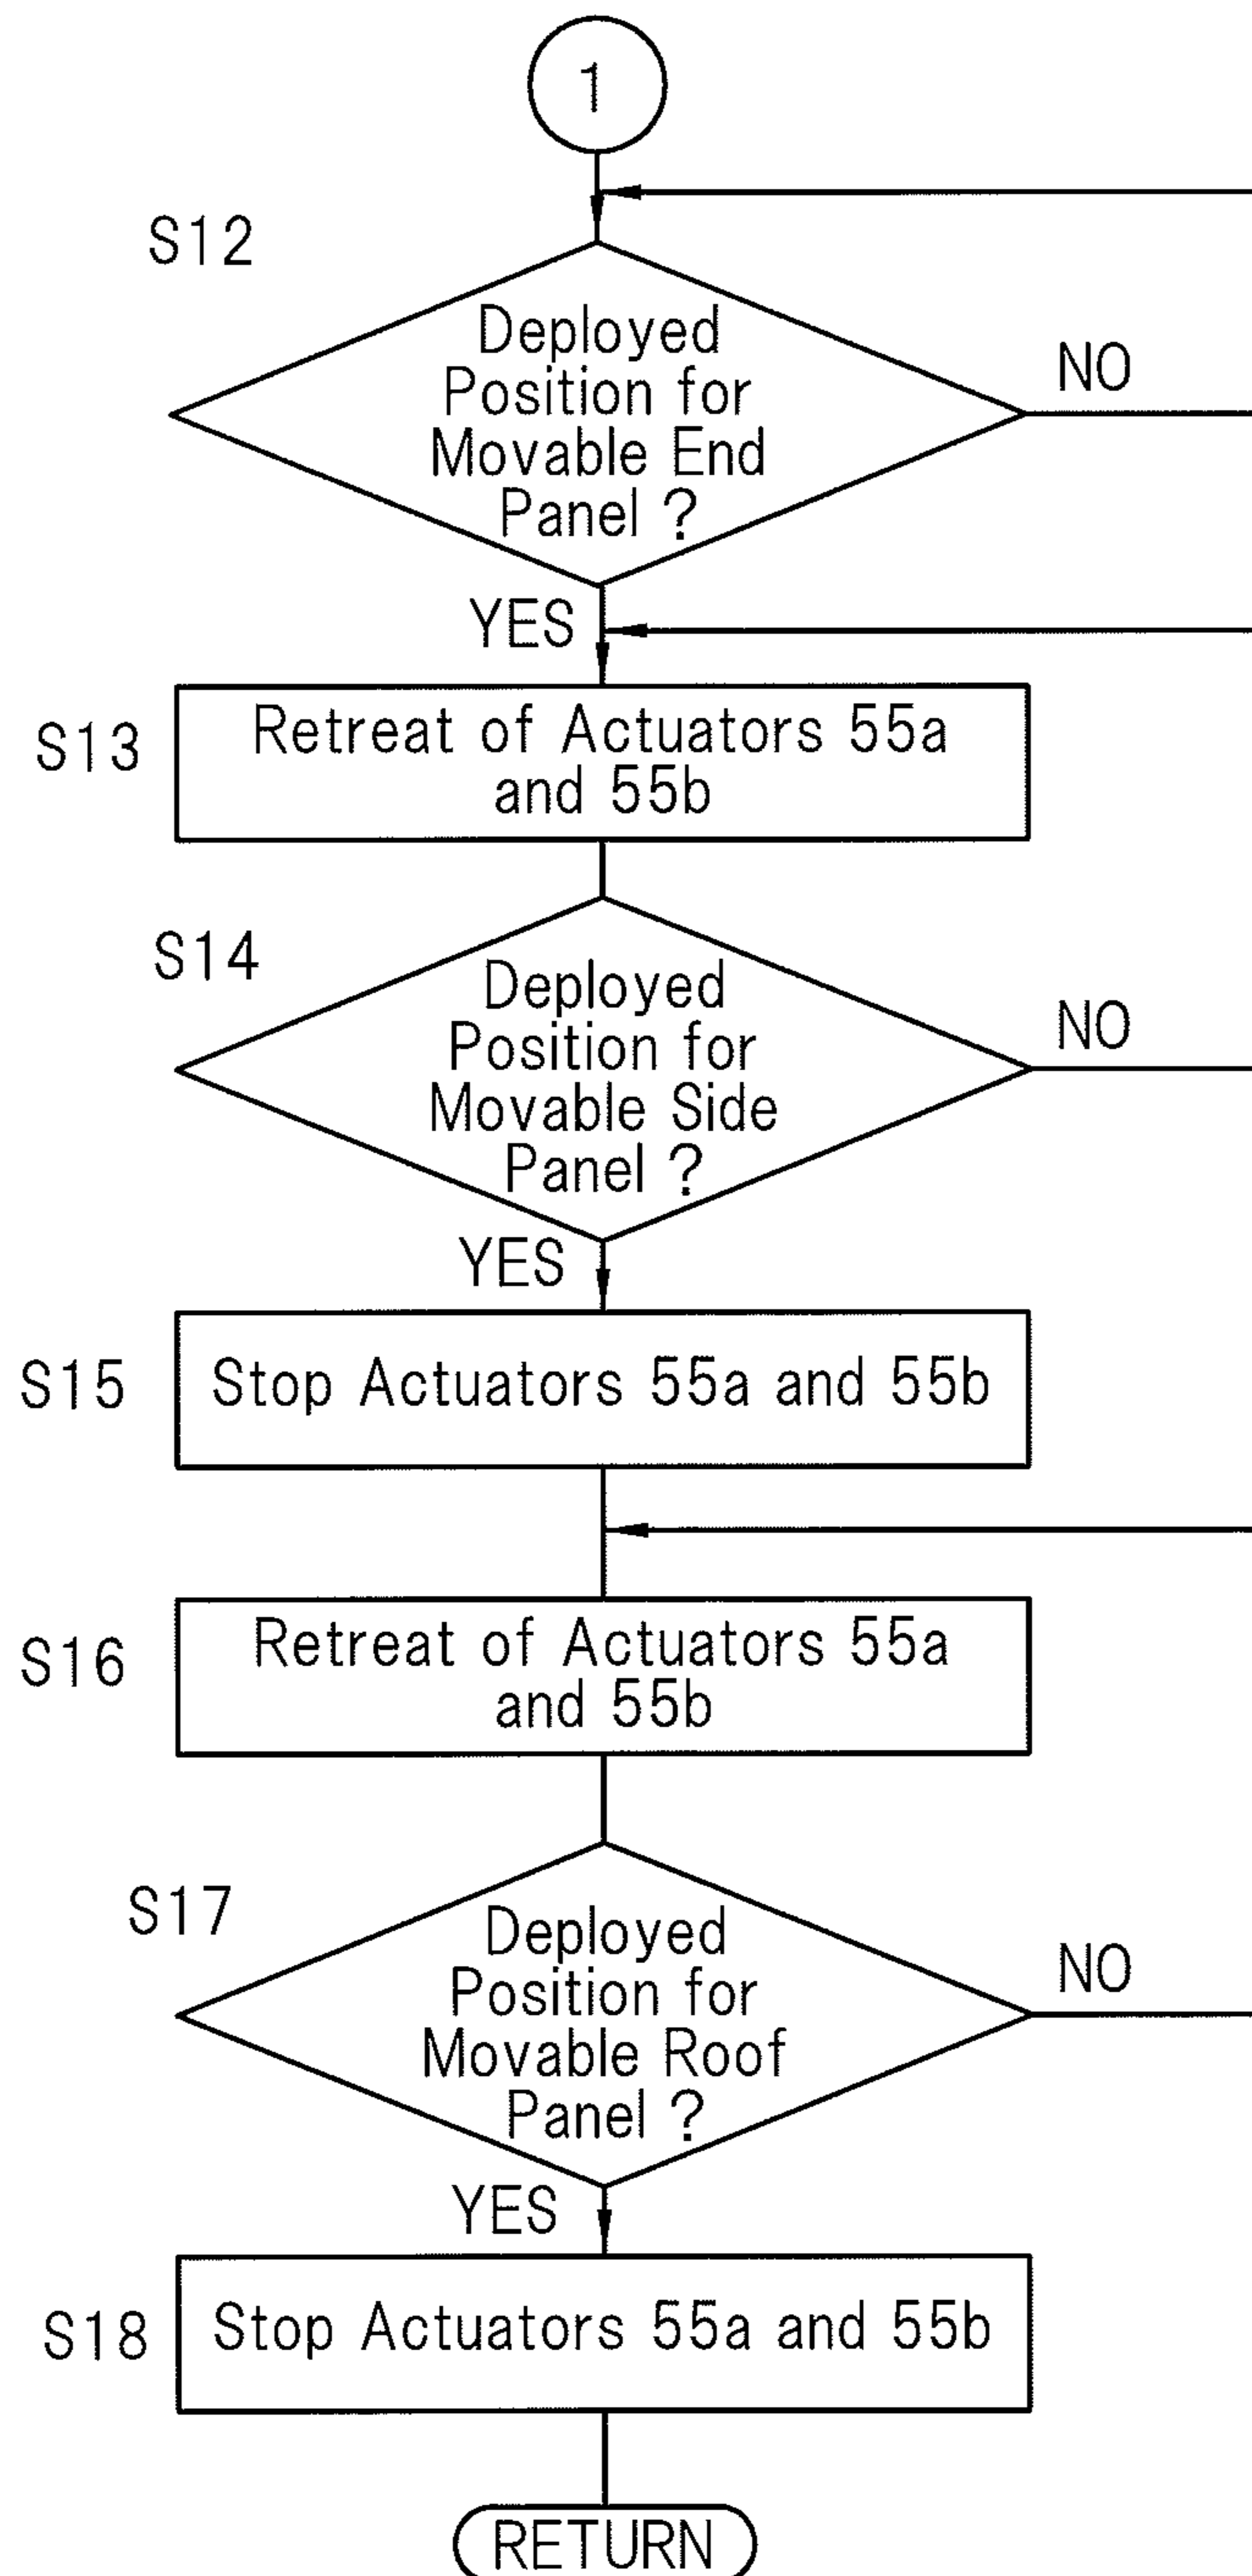 1
S12
Deployed
Position for
Movable End
Panel ?
NO
YES
S13
Retreat of Actuators 55a
and 55b
S14
Deployed
Position for
Movable Side
Panel ?
NO
YES
S15
Stop Actuators 55a and 55b
S16
Retreat of Actuators 55a
and 55b
S17
Deployed
Position for
Movable Roof
Panel ?
NO
YES
S18
Stop Actuators 55a and 55b
RETURN